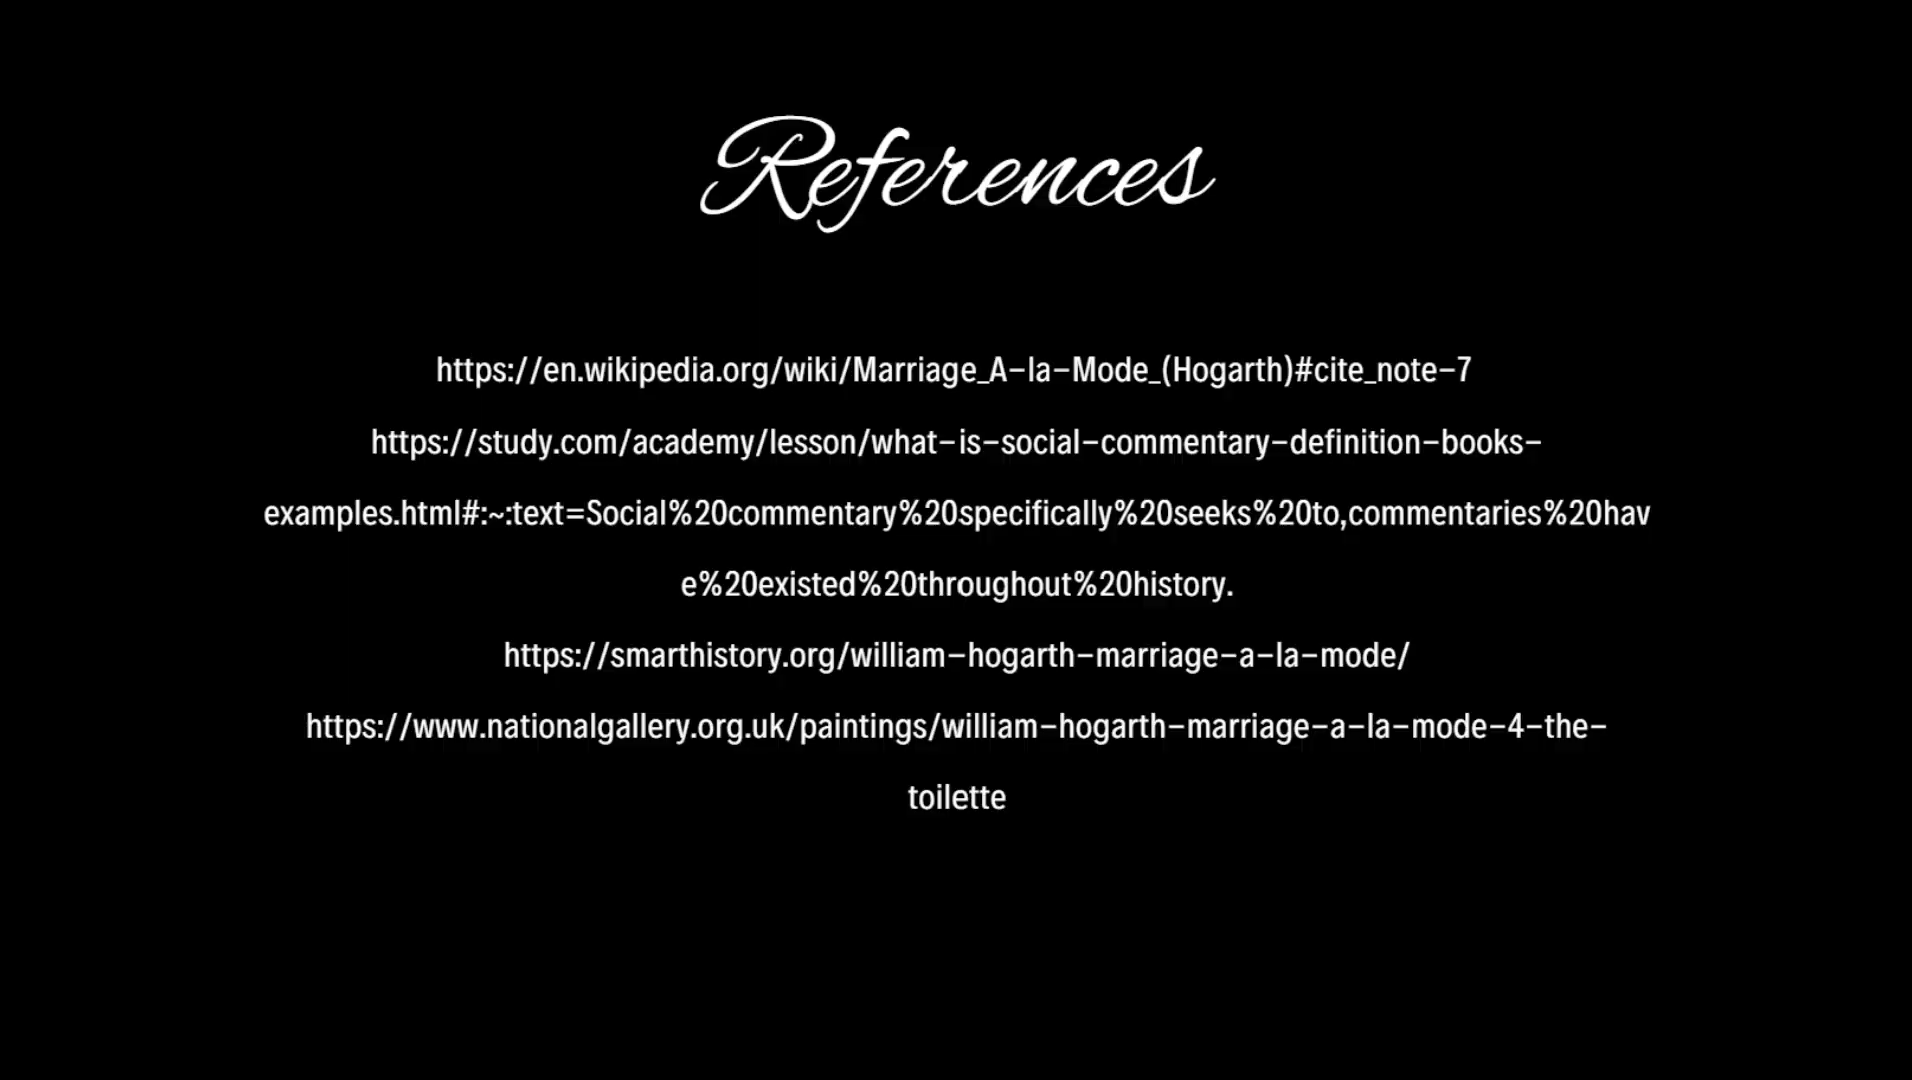 References
https://en.wikipedia.org/wiki/Marriage_A-la-Mode_(Hogarth)#cite_note-7
https://study.com/academy/lesson/what-is-social-commentary-definition-books-
examples.html#:~:text=Social%20commentary%20specifically%20seeks%20to,commentaries%20hav
e%20existed%20throughout%20history.
https://smarthistory.org/william-hogarth-marriage-a-la-mode/
https://www.nationalgallery.org.uk/paintings/william-hogarth-marriage-a-la-mode-4-the-
toilette